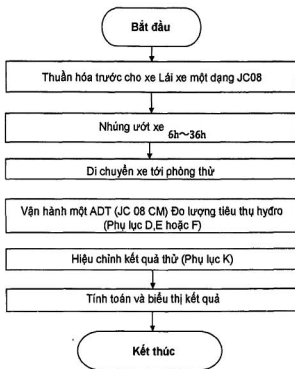 Bắt đầu
Thuần hóa trước cho xe Lái xe một dạng JC08
Nhúng ướt xe 6h~36h
Di chuyển xe tới phòng thử
Vận hành một ADT (JC 08 CM) Đo lượng tiêu thụ hyđro
(Phụ lục D,E hoặc F)
Hiệu chỉnh kết quả thử (Phụ lục K)
Tính toán và biểu thị kết quả
Kết thúc